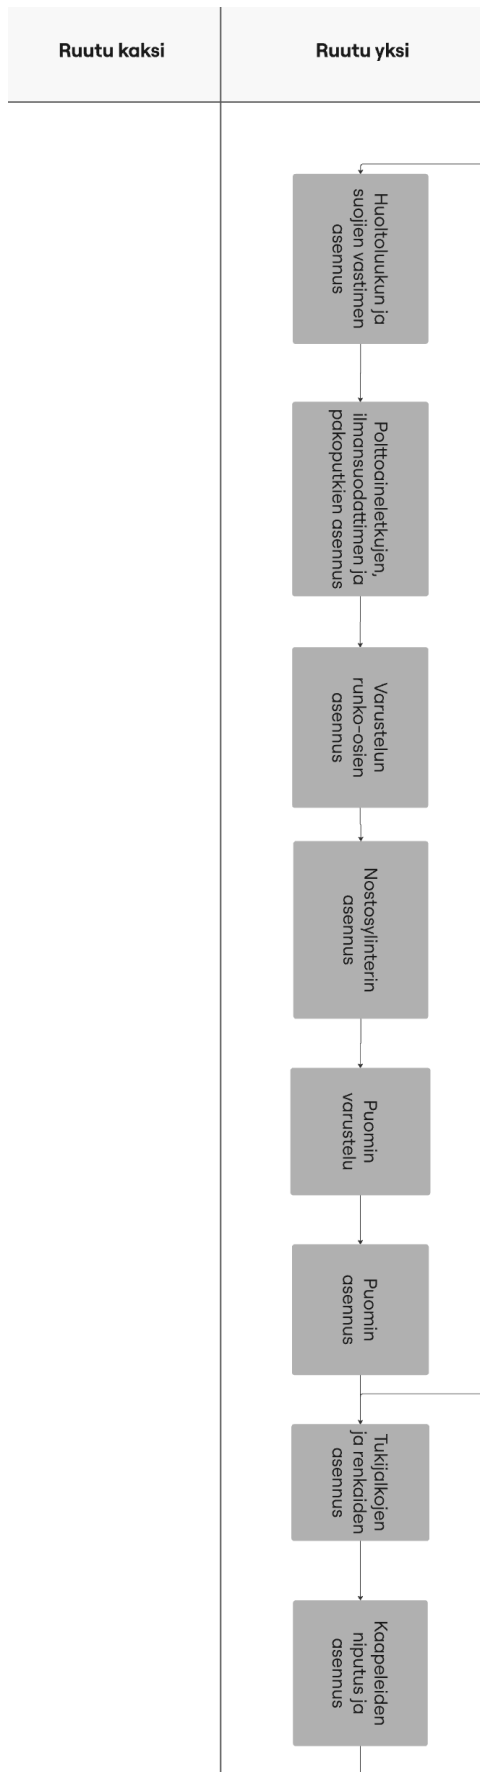 Ruutu kaksi
Ruutu yksi
Huoltoluukun ja
suojien vastimen
asennus
Polttoaineletkujen,
ilmansuodattimen ja
pakoputkien asennus
Varustelun
runko-osien
asennus
Nostosylinterin
asennus
Puomin
varustelu
Puomin
asennus
Tukijalkojen
ja renkaiden
asennus
Kaapeleiden
niputus ja
asennus